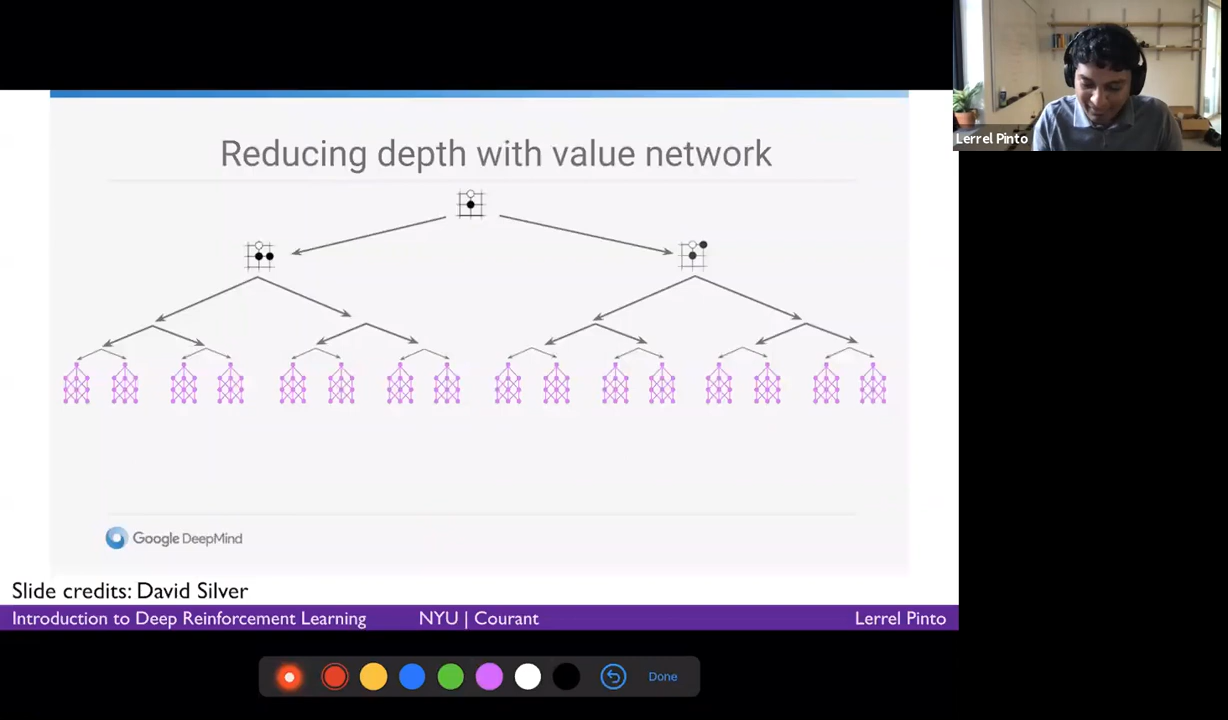 Lerrel Pinto
Reducing depth with value network
Google DeepMind
Slide credits: David Silver
Introduction to Deep Reinforcement Learning NYU | Courant Lerrel Pinto
Done